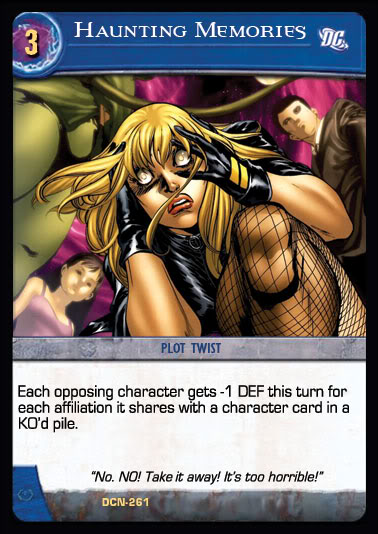 3
HAUNTING MEMORIES
DC
PLOT TWIST
Each opposing character gets -1 DEF this turn for
each affiliation it shares with a character card in a
KO'd pile.
“No. NO! Take it away! It's too horrible!”
DCN-261